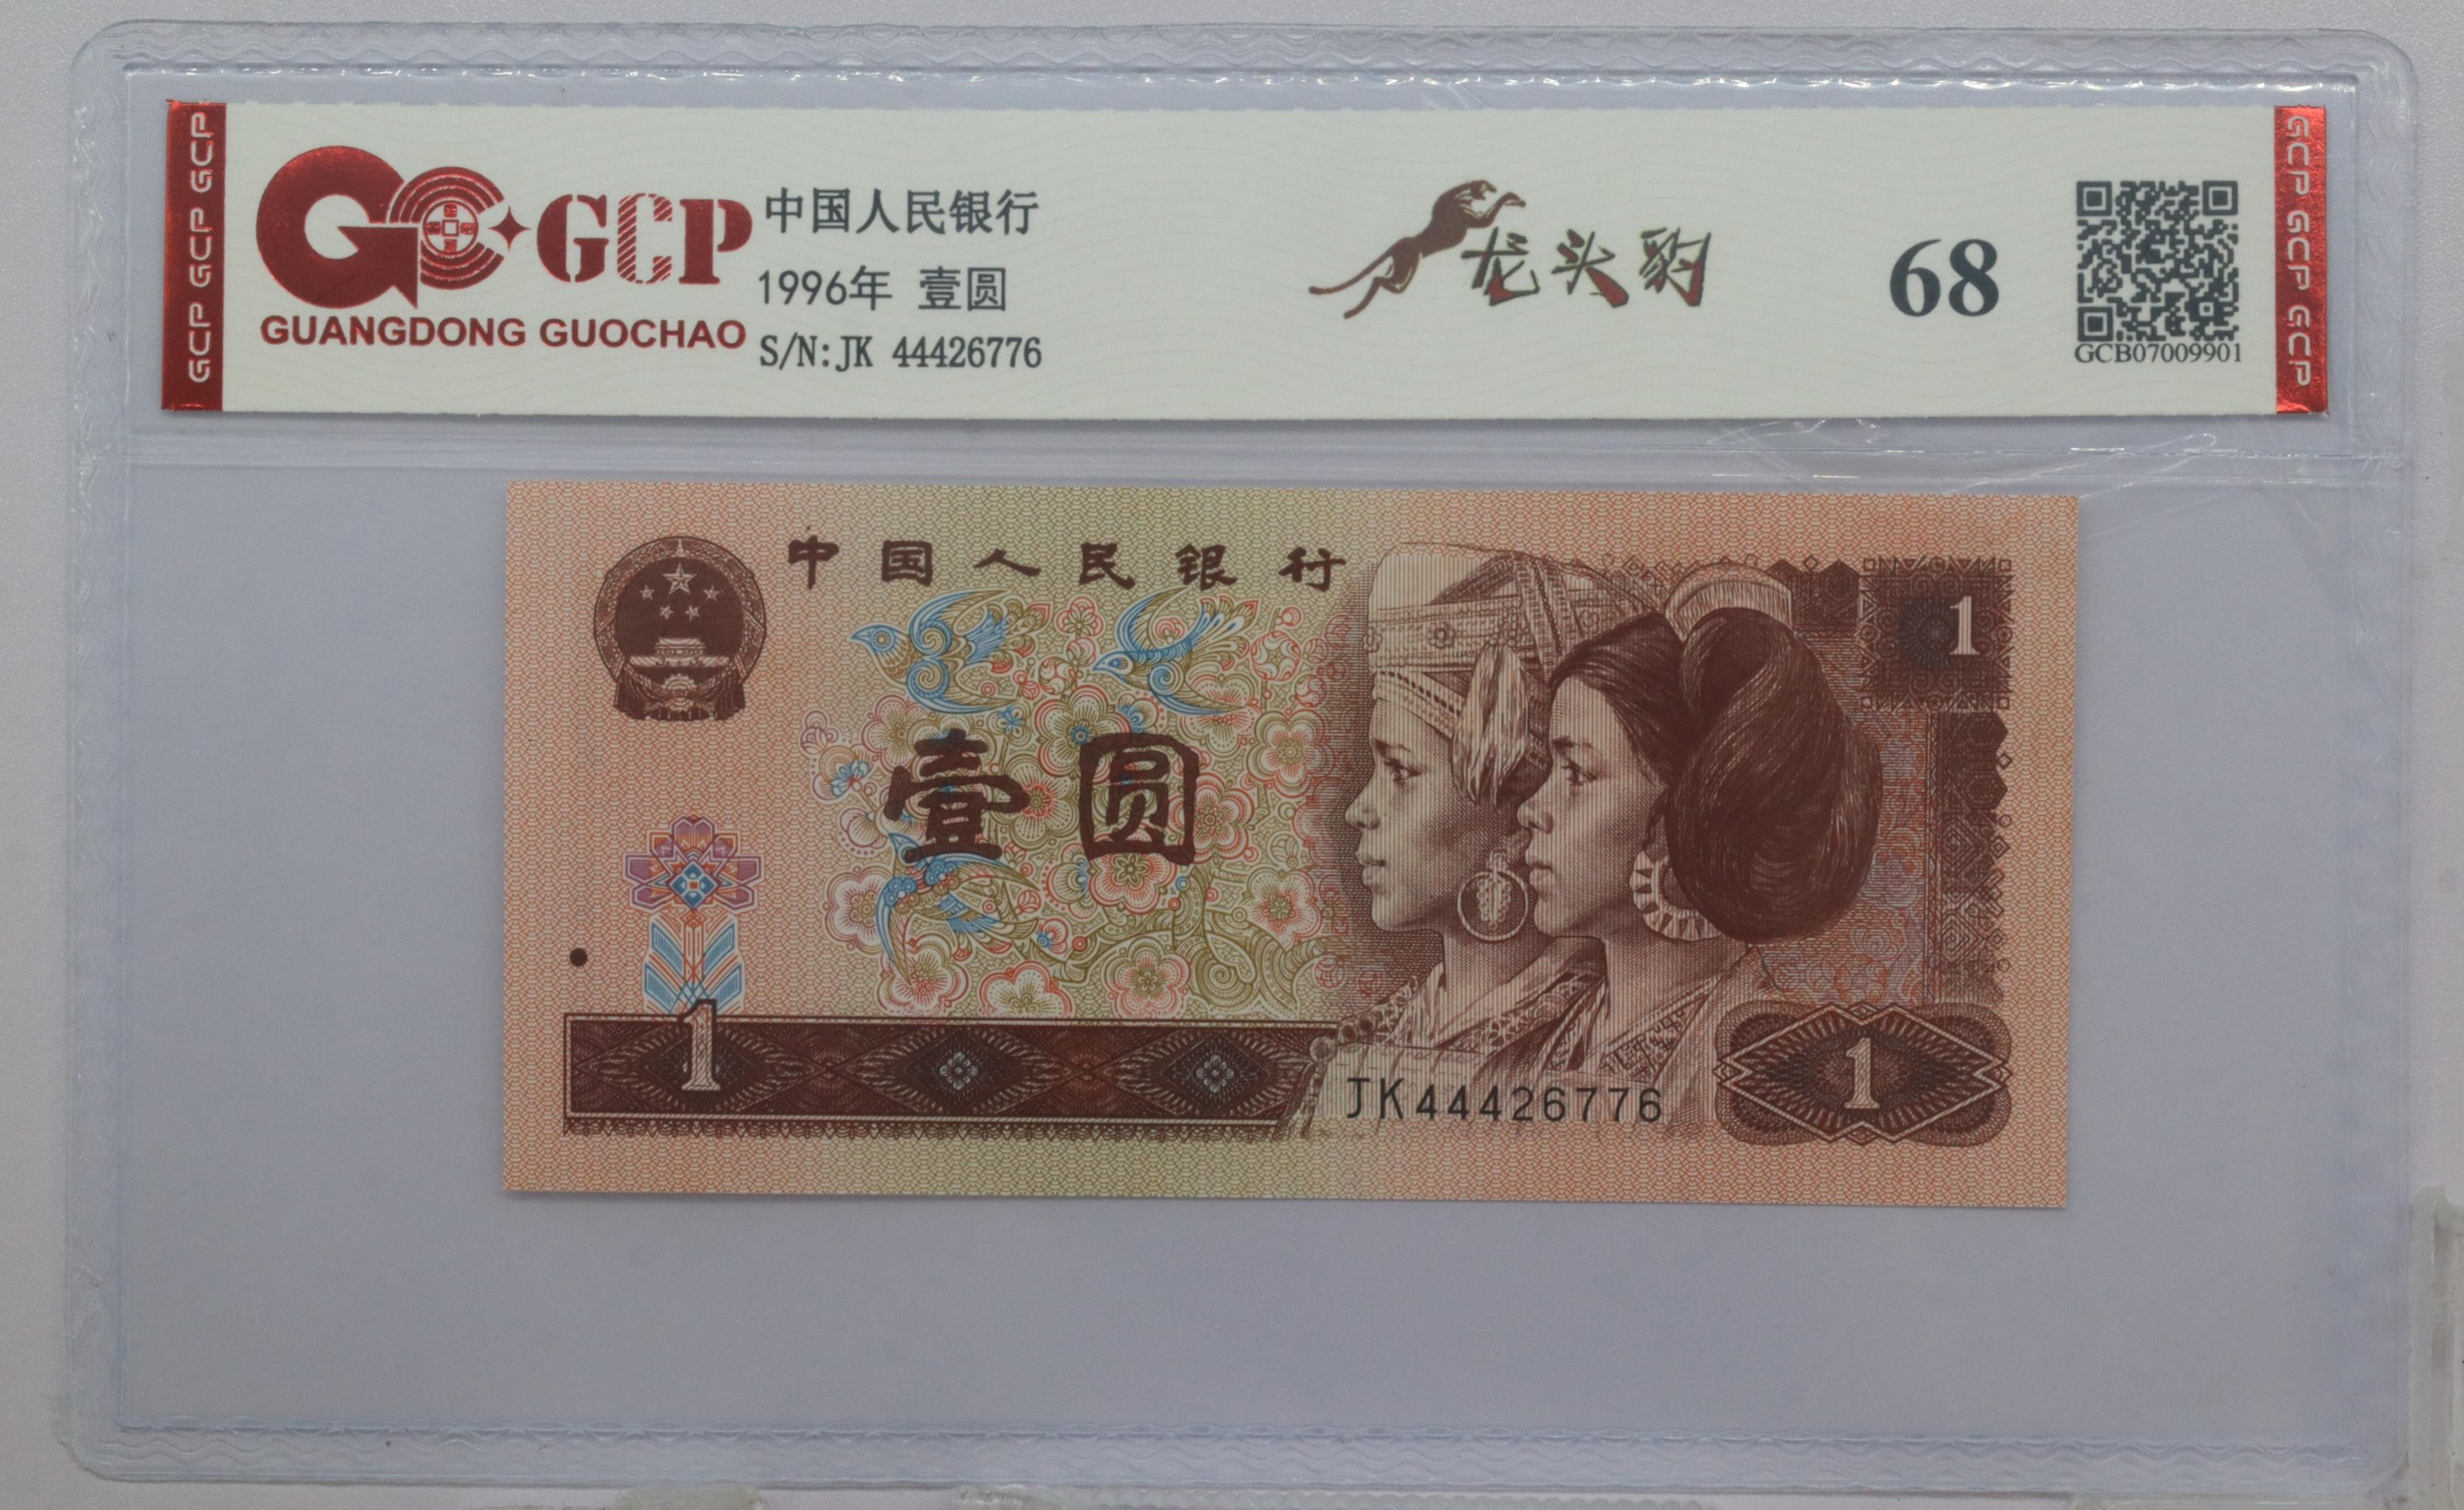 GCP GCP GCP
GCP
GUANGDONG GUOCHAO
中国人民银行
1996年 壹圆
S/N:JK 44426776
龙头豹
68
GCB07009901
GCP GCP GCP
中国人民银行
1
壹圆
1
JK44426776
1